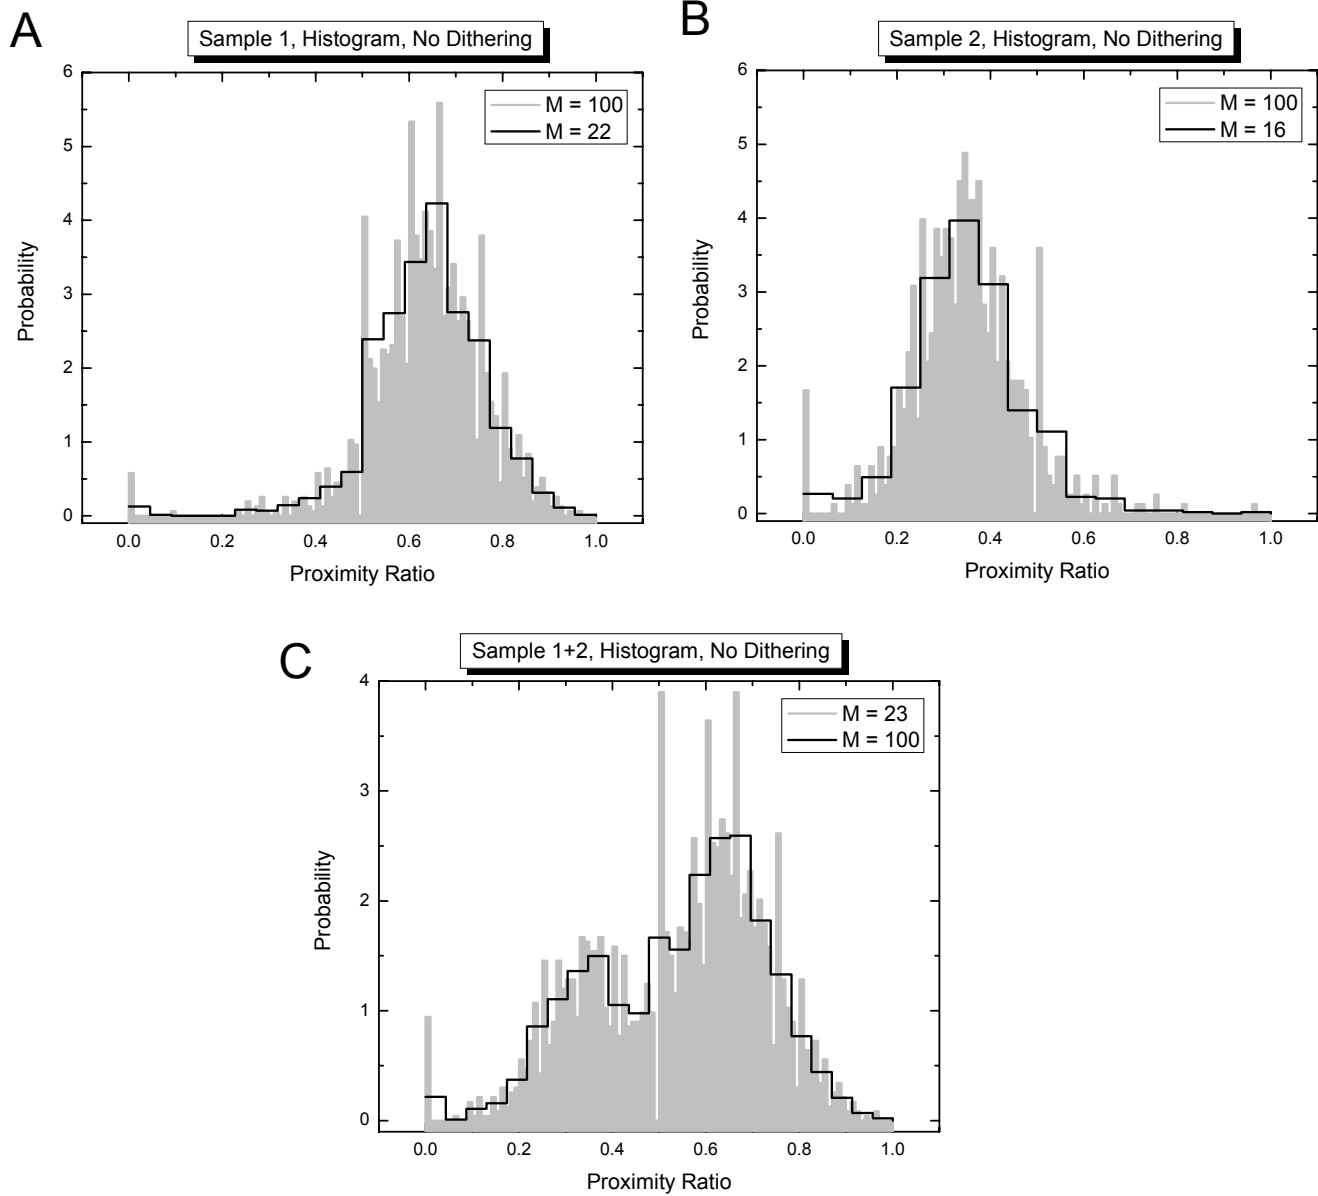 A
Sample 1, Histogram, No Dithering
M = 100
M = 22
6
5
4
3
2
1
0
Probability
0.0 0.2 0.4 0.6 0.8 1.0
Proximity Ratio
B
Sample 2, Histogram, No Dithering
M = 100
M = 16
6
5
4
3
2
1
0
Probability
0.0 0.2 0.4 0.6 0.8 1.0
Proximity Ratio
C
Sample 1+2, Histogram, No Dithering
M = 23
M = 100
4
3
2
1
0
Probability
0.0 0.2 0.4 0.6 0.8 1.0
Proximity Ratio